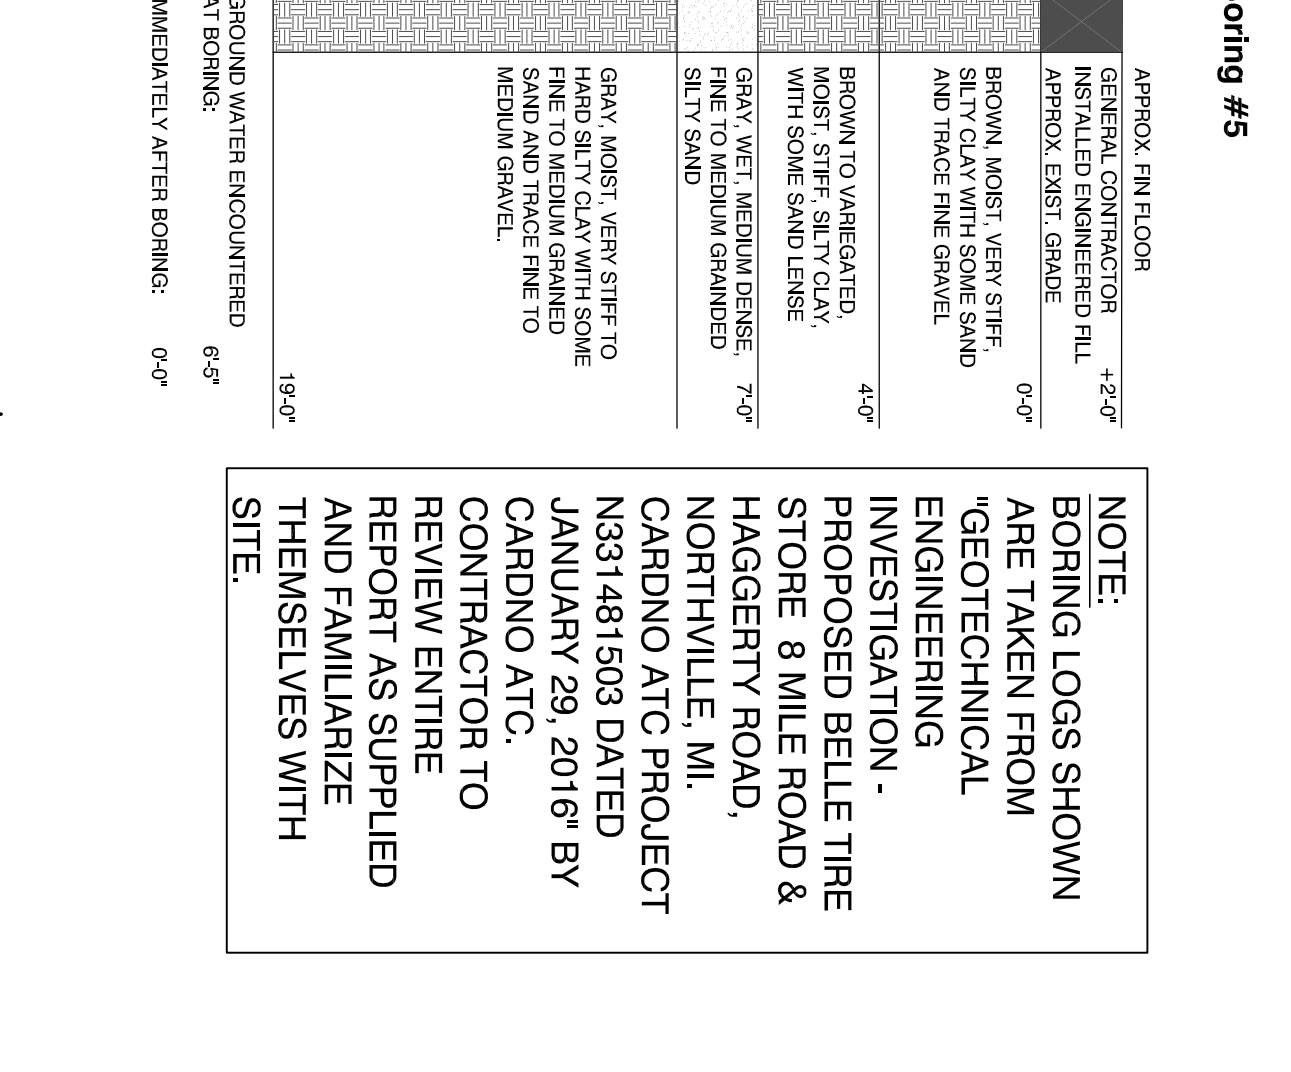 oring #5
APPROX. FIN FLOOR
GENERAL CONTRACTOR +2'-0"
INSTALLED ENGINEERED FILL
APPROX. EXIST. GRADE
0'-0"
BROWN, MOIST, VERY STIFF,
SILTY CLAY WITH SOME SAND
AND TRACE FINE GRAVEL
4'-0"
BROWN TO VARIEGATED,
MOIST, STIFF, SILTY CLAY,
WITH SOME SAND LENSE
GRAY, WET, MEDIUM DENSE, 7'-0"
FINE TO MEDIUM GRAINDED
SILTY SAND
GRAY, MOIST, VERY STIFF TO
HARD SILTY CLAY WITH SOME
FINE TO MEDIUM GRAINED
SAND AND TRACE FINE TO
MEDIUM GRAVEL.
19'-0"
GROUND WATER ENCOUNTERED
AT BORING: 6'-5"
MMEDIATELY AFTER BORING: 0'-0"
NOTE:
BORING LOGS SHOWN
ARE TAKEN FROM
"GEOTECHNICAL
ENGINEERING
INVESTIGATION -
PROPOSED BELLE TIRE
STORE 8 MILE ROAD &
HAGGERTY ROAD,
NORTHVILLE, MI.
CARDNO ATC PROJECT
N331481503 DATED
JANUARY 29, 2016" BY
CARDNO ATC.
CONTRACTOR TO
REVIEW ENTIRE
REPORT AS SUPPLIED
AND FAMILIARIZE
THEMSELVES WITH
SITE.